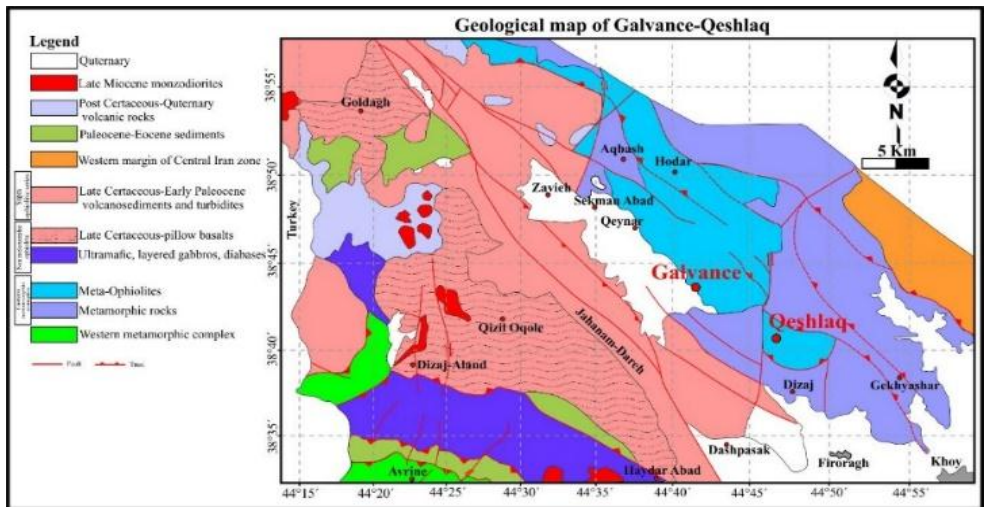 Geological map of Galvance-Qeshlaq
Legend
Quternary
Late Miocene monzodiorites
Post Certaceous-Quternary
volcanic rocks
Paleocene-Eocene sediments
Western margin of Central Iran zone
Late Certaceous-Early Paleocene
volcanosediments and turbidites
Late Certaceous-pillow basalts
Ultramafic, layered gabbros, diabases
Meta-Ophiolites
Metamorphic rocks
Western metamorphic complex
Fault
N
5 Km
Turkey
Goldagh
Aqbash
Hodar
Zavieh
Sekman Abad
Qeynar
Galvance
Qeshlaq
Qizil Oqole
Jahanam-Darch
Dizaj-Aland
Dizaj
Gekhyashar
Dashpasak
Firoragh
Khoy
Haydar Abad
Avrine
38°55'
38°50'
38°45'
38°40'
38°35'
44°15'
44°20'
44°25'
44°30'
44°35'
44°40'
44°45'
44°50'
44°55'